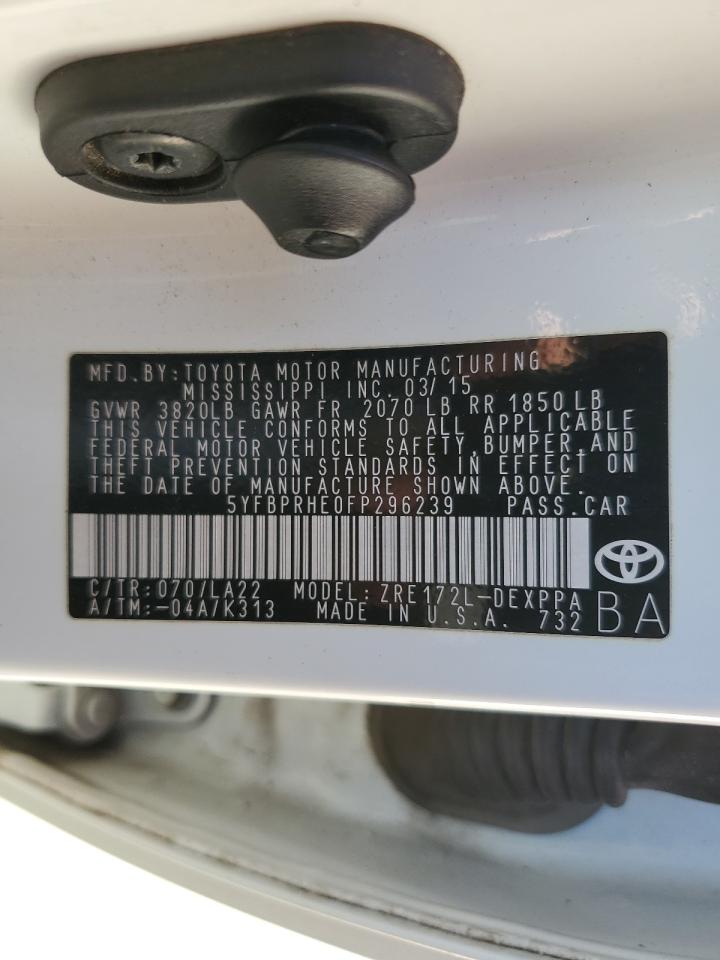 MFD.BY:TOYOTA MOTOR MANUFACTURING
MISSISSIPPI INC. 03/15
GVWR 3820LB GAWR FR 2070 LB RR 1850 LB
THIS VEHICLE CONFORMS TO ALL APPLICABLE
FEDERAL MOTOR VEHICLE SAFETY,BUMPER,AND
THEFT PREVENTION STANDARDS IN EFFECT ON
THE DATE OF MANUFACTURE SHOWN ABOVE.
5YFBPRHE0FP296239 PASS.CAR
C/TR:070/LA22 MODEL:ZRE172L-DEXPPA
A/TM:-04A/K313 MADE IN U.S.A. 732 BA